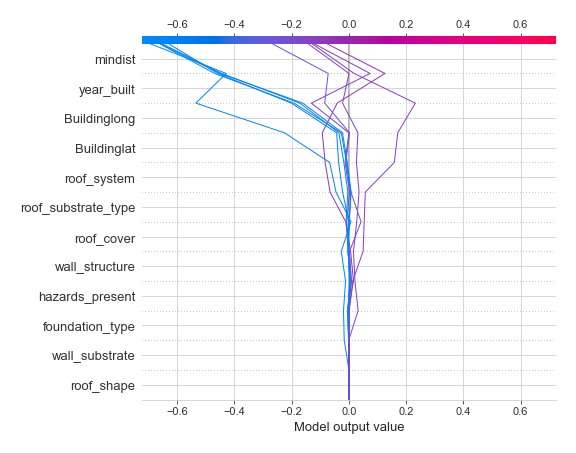 −0.6 −0.4 −0.2 0.0 0.2 0.4 0.6
mindist
year_built
Buildinglong
Buildinglat
roof_system
roof_substrate_type
roof_cover
wall_structure
hazards_present
foundation_type
wall_substrate
roof_shape
−0.6 −0.4 −0.2 0.0 0.2 0.4 0.6
Model output value